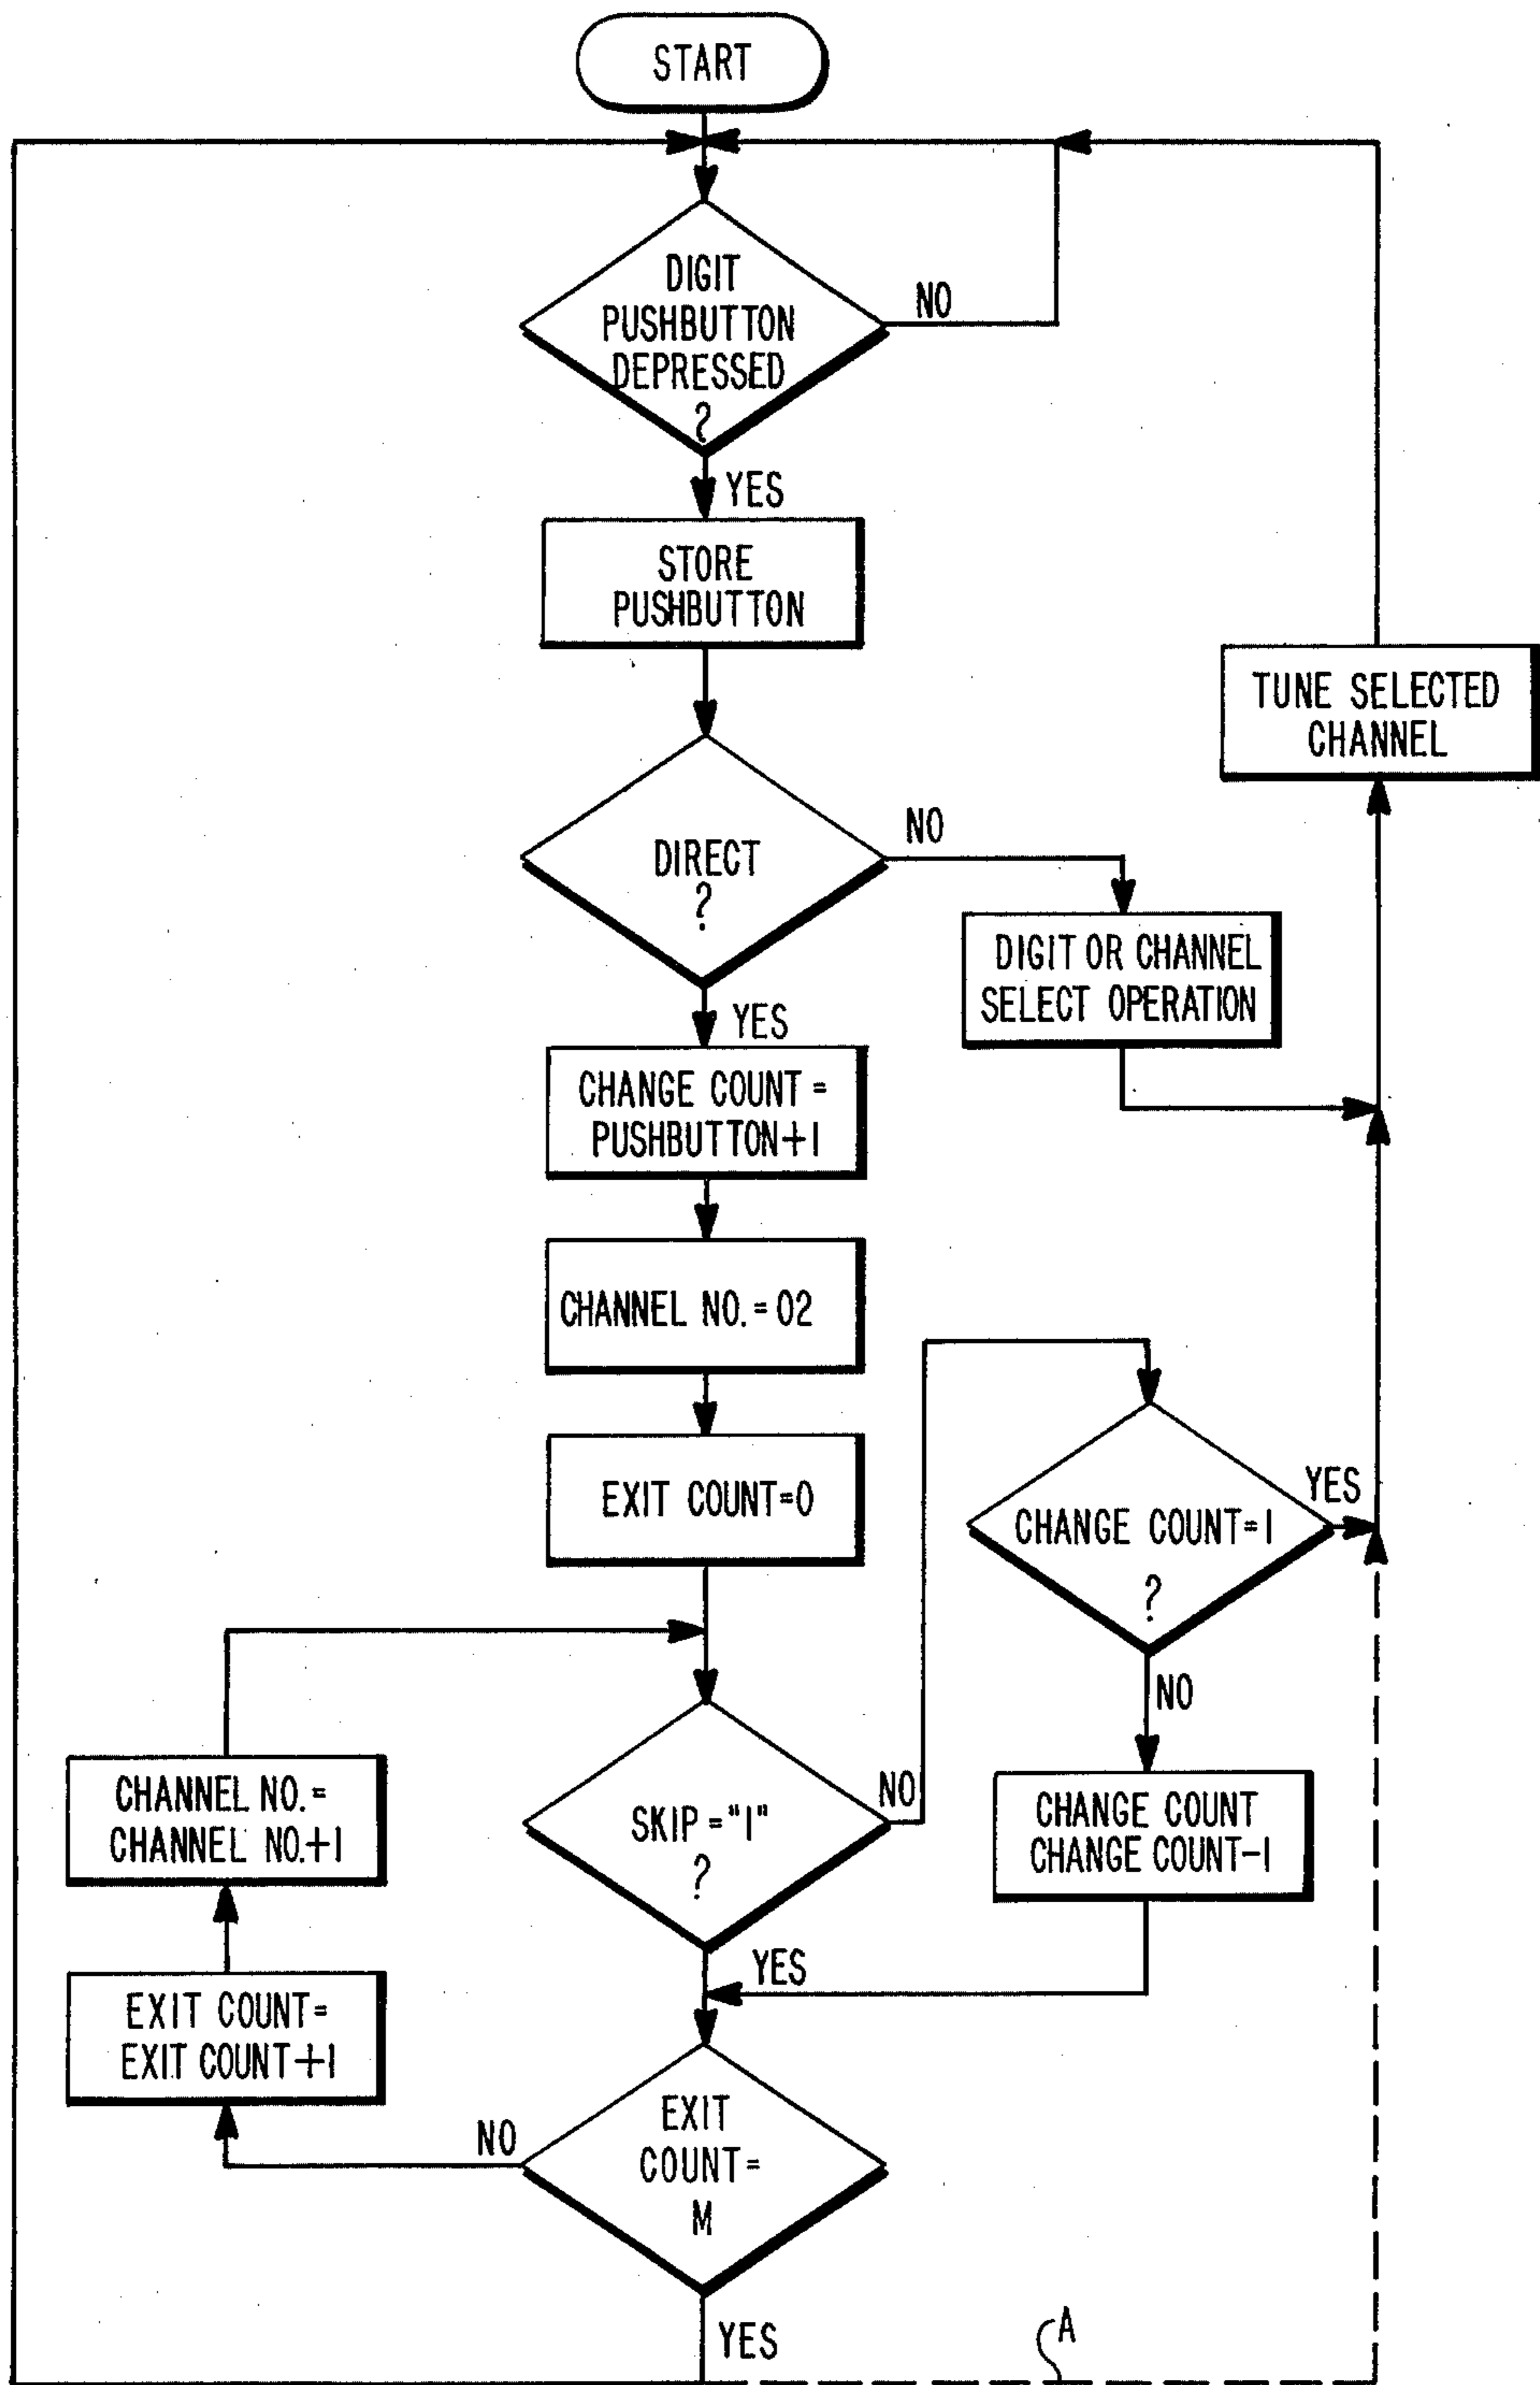 START
DIGIT
PUSHBUTTON
DEPRESSED
?
NO
YES
STORE
PUSHBUTTON
TUNE SELECTED
CHANNEL
DIRECT
?
NO
DIGIT OR CHANNEL
SELECT OPERATION
YES
CHANGE COUNT =
PUSHBUTTON+1
CHANNEL NO. = 02
EXIT COUNT=0
CHANGE COUNT=1
?
YES
NO
CHANGE COUNT
CHANGE COUNT-1
SKIP = "1"
?
NO
YES
CHANNEL NO. =
CHANNEL NO.+1
EXIT COUNT=
EXIT COUNT+1
EXIT
COUNT=
M
NO
YES
A